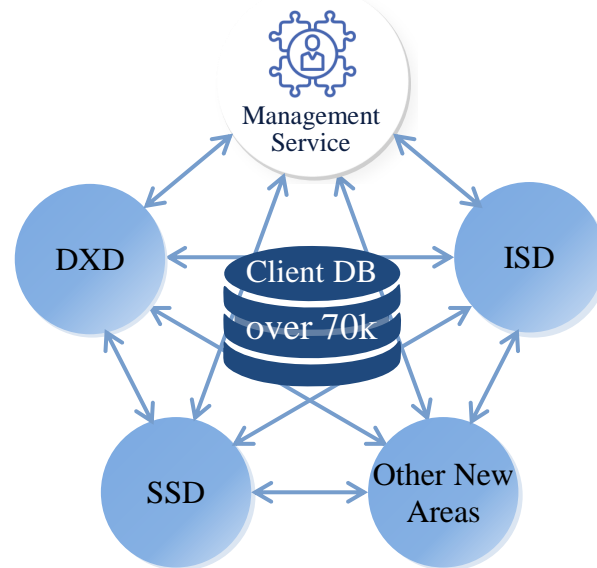 Management
Service
DXD
Client DB
over 70k
ISD
SSD
Other New
Areas